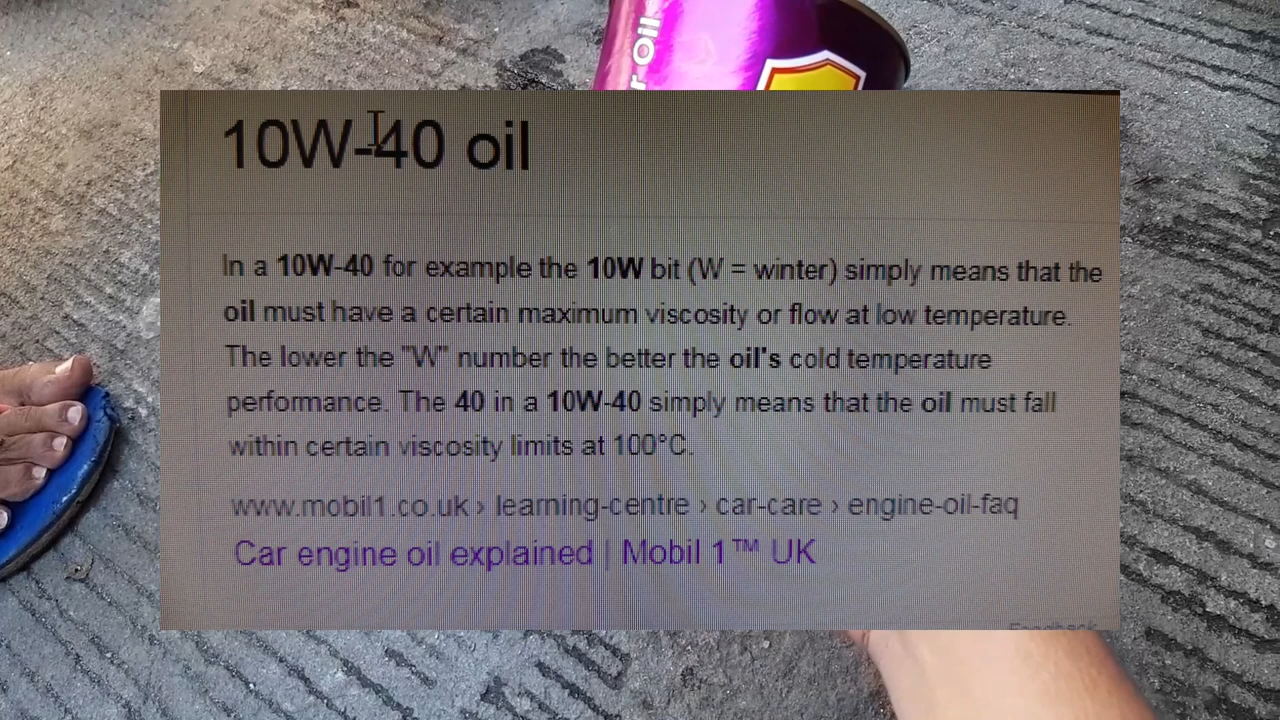 r Oil
10W-40 oil
In a 10W-40 for example the 10W bit (W = winter) simply means that the
oil must have a certain maximum viscosity or flow at low temperature.
The lower the "W" number the better the oil's cold temperature
performance. The 40 in a 10W-40 simply means that the oil must fall
within certain viscosity limits at 100°C.
www.mobil1.co.uk › learning-centre › car-care › engine-oil-faq
Car engine oil explained | Mobil 1™ UK
Feedback